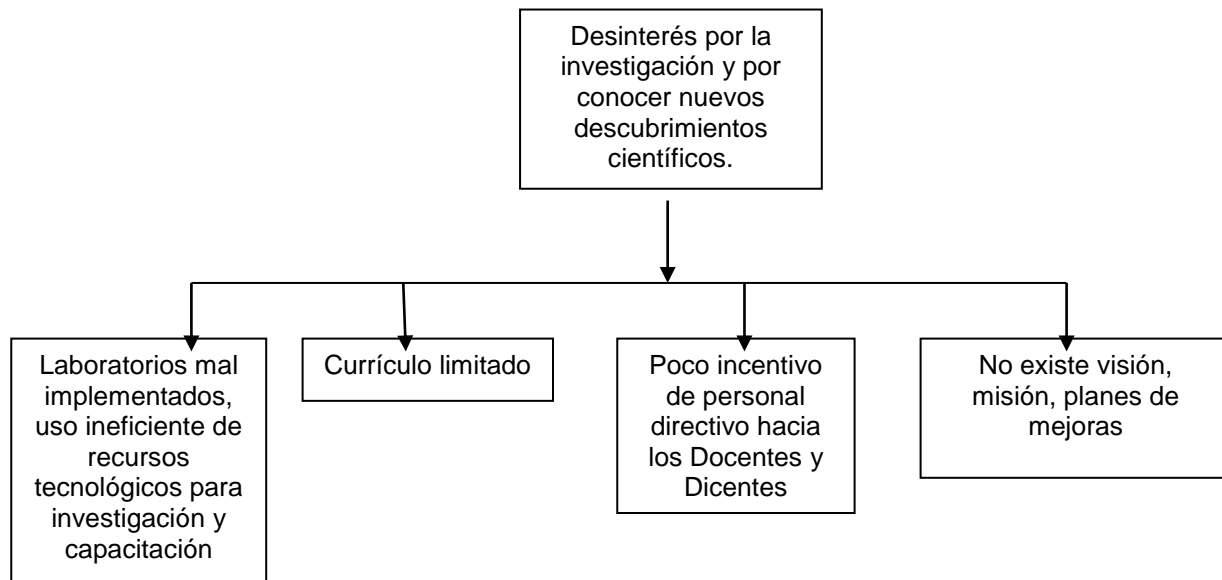 Desinterés por la
investigación y por
conocer nuevos
descubrimientos
científicos.
Laboratorios mal
implementados,
uso ineficiente de
recursos
tecnológicos para
investigación y
capacitación
Currículo limitado
Poco incentivo
de personal
directivo hacia
los Docentes y
Dicentes
No existe visión,
misión, planes de
mejoras